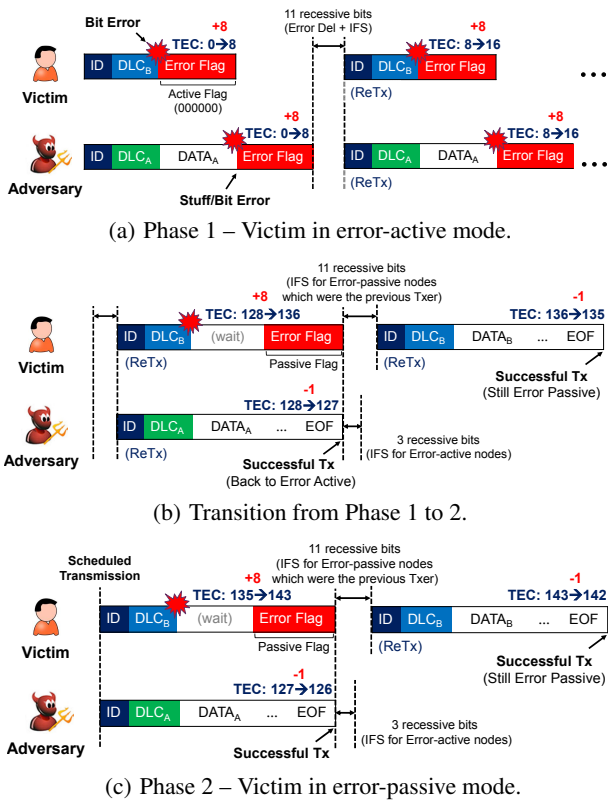 11 recessive bits
(Error Del + IFS)
Bit Error
+8
TEC: 0→8
+8
TEC: 8→16
ID DLCB Error Flag
ID DLCB Error Flag
Victim
Active Flag
(000000)
(ReTx)
...
+8
TEC: 0→8
+8
TEC: 8→16
ID DLCA DATAA Error Flag
ID DLCA DATAA Error Flag
...
Adversary
Stuff/Bit Error
(ReTx)
(a) Phase 1 – Victim in error-active mode.
11 recessive bits
(IFS for Error-passive nodes
which were the previous Txer)
+8
TEC: 128→136
-1
TEC: 136→135
ID DLCB (wait) Error Flag
ID DLCB DATAB ... EOF
Victim
(ReTx)
Passive Flag
(ReTx)
Successful Tx
(Still Error Passive)
-1
TEC: 128→127
ID DLCA DATAA ... EOF
Adversary
(ReTx)
Successful Tx
(Back to Error Active)
3 recessive bits
(IFS for Error-active nodes)
(b) Transition from Phase 1 to 2.
Scheduled
Transmission
11 recessive bits
(IFS for Error-passive nodes
which were the previous Txer)
+8
TEC: 135→143
-1
TEC: 143→142
ID DLCB (wait) Error Flag
ID DLCB DATAB ... EOF
Victim
Passive Flag
(ReTx)
Successful Tx
(Still Error Passive)
-1
TEC: 127→126
ID DLCA DATAA ... EOF
Adversary
Successful Tx
3 recessive bits
(IFS for Error-active nodes)
(c) Phase 2 – Victim in error-passive mode.